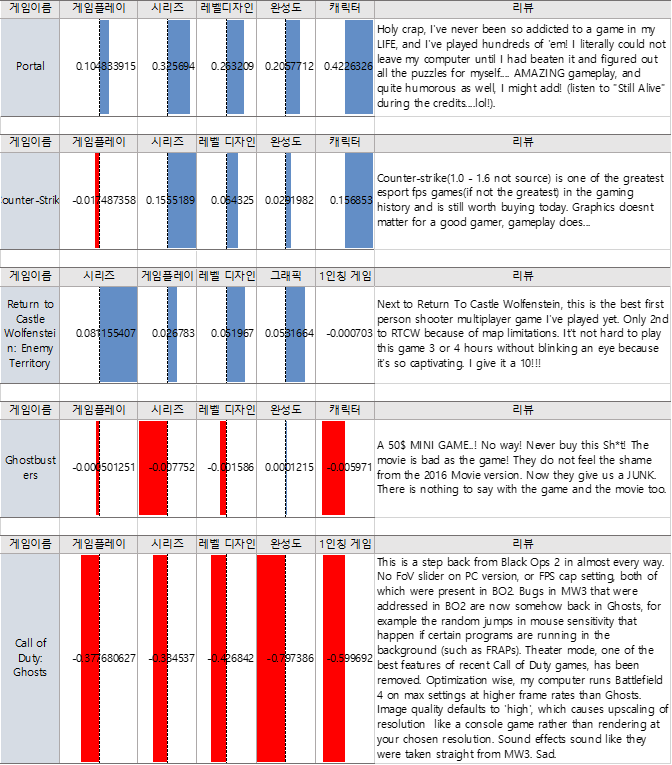 게임이름 게임플레이 시리즈 레벨디자인 완성도 캐릭터 리뷰
Portal 0.325694 0.263209 0.2057712 0.4226326
Holy crap, I've never been so addicted to a game in my
LIFE, and I've played hundreds of 'em! I literally could not
leave my computer until I had beaten it and figured out
all the puzzles for myself.... AMAZING gameplay, and
quite humorous as well, I might add! (listen to "Still Alive"
during the credits....lol!).
게임이름 게임플레이 시리즈 레벨 디자인 완성도 캐릭터 리뷰
ounter-Strik -0.017487358 0.1555189 0.0291982 0.156853
Counter-strike(1.0 - 1.6 not source) is one of the greatest
esport fps games(if not the greatest) in the gaming
history and is still worth buying today. Graphics doesnt
matter for a good gamer, gameplay does...
게임이름 시리즈 게임플레이 레벨 디자인 그래픽 1인칭 게임 리뷰
Return to
Castle
Wolfenstei
n: Enemy
Territory
0.081155407 0.026783 0.051967 0.0531664 -0.000703
Next to Return To Castle Wolfenstein, this is the best first
person shooter multiplayer game I've played yet. Only 2nd
to RTCW because of map limitations. It't not hard to play
this game 3 or 4 hours without blinking an eye because
it's so captivating. I give it a 10!!!
게임이름 게임플레이 시리즈 레벨 디자인 완성도 캐릭터 리뷰
Ghostbust
ers
-0.000501251 -0.007752 -0.001586 0.0001215 -0.005971
A 50$ MINI GAME..! No way! Never buy this Sh*t! The
movie is bad as the game! They do not feel the shame
from the 2016 Movie version. Now they give us a JUNK.
There is nothing to say with the game and the movie too.
게임이름 게임플레이 시리즈 레벨 디자인 완성도 1인칭 게임 리뷰
Call of
Duty:
Ghosts
-0.377680627 -0.426842 -0.797386 -0.599692
This is a step back from Black Ops 2 in almost every way.
No FoV slider on PC version, or FPS cap setting, both of
which were present in BO2. Bugs in MW3 that were
addressed in BO2 are now somehow back in Ghosts, for
example the random jumps in mouse sensitivity that
happen if certain programs are running in the
background (such as FRAPs). Theater mode, one of the
best features of recent Call of Duty games, has been
removed. Optimization wise, my computer runs Battlefield
4 on max settings at higher frame rates than Ghosts.
Image quality defaults to 'high', which causes upscaling of
resolution like a console game rather than rendering at
your chosen resolution. Sound effects sound like they
were taken straight from MW3. Sad.